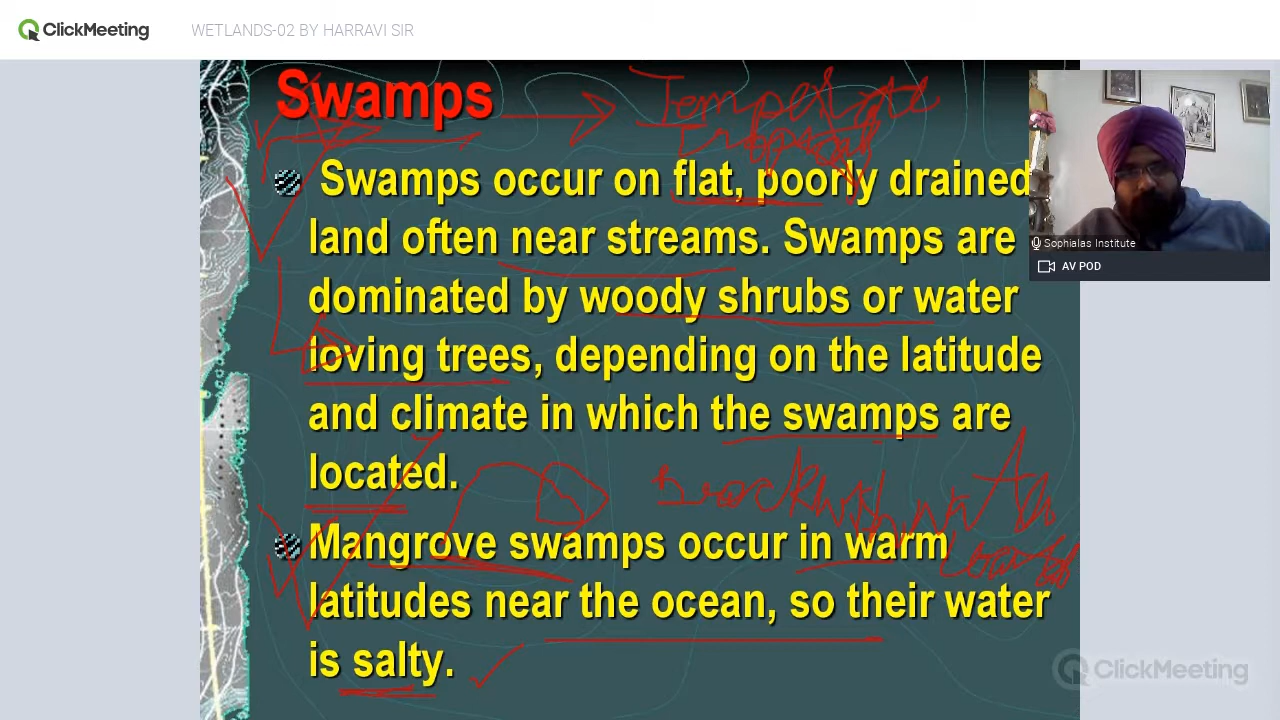 ClickMeeting
WETLANDS-02 BY HARRAVI SIR
Swamps
Temperate
Swamps occur on flat, poorly drained
land often near streams. Swamps are
dominated by woody shrubs or water
loving trees, depending on the latitude
and climate in which the swamps are
located.
Mangrove swamps occur in warm
latitudes near the ocean, so their water
is salty.
Sophialas Institute
AV POD
ClickMeeting